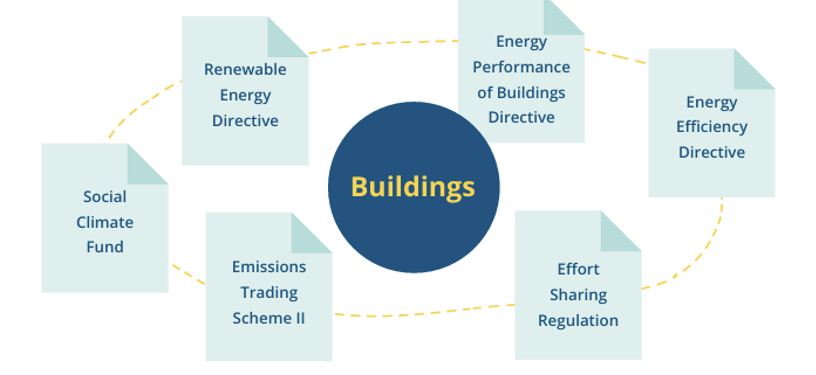 Energy
Performance
of Buildings
Directive
Renewable
Energy
Directive
Energy
Efficiency
Directive
Buildings
Social
Climate
Fund
Emissions
Trading
Scheme II
Effort
Sharing
Regulation